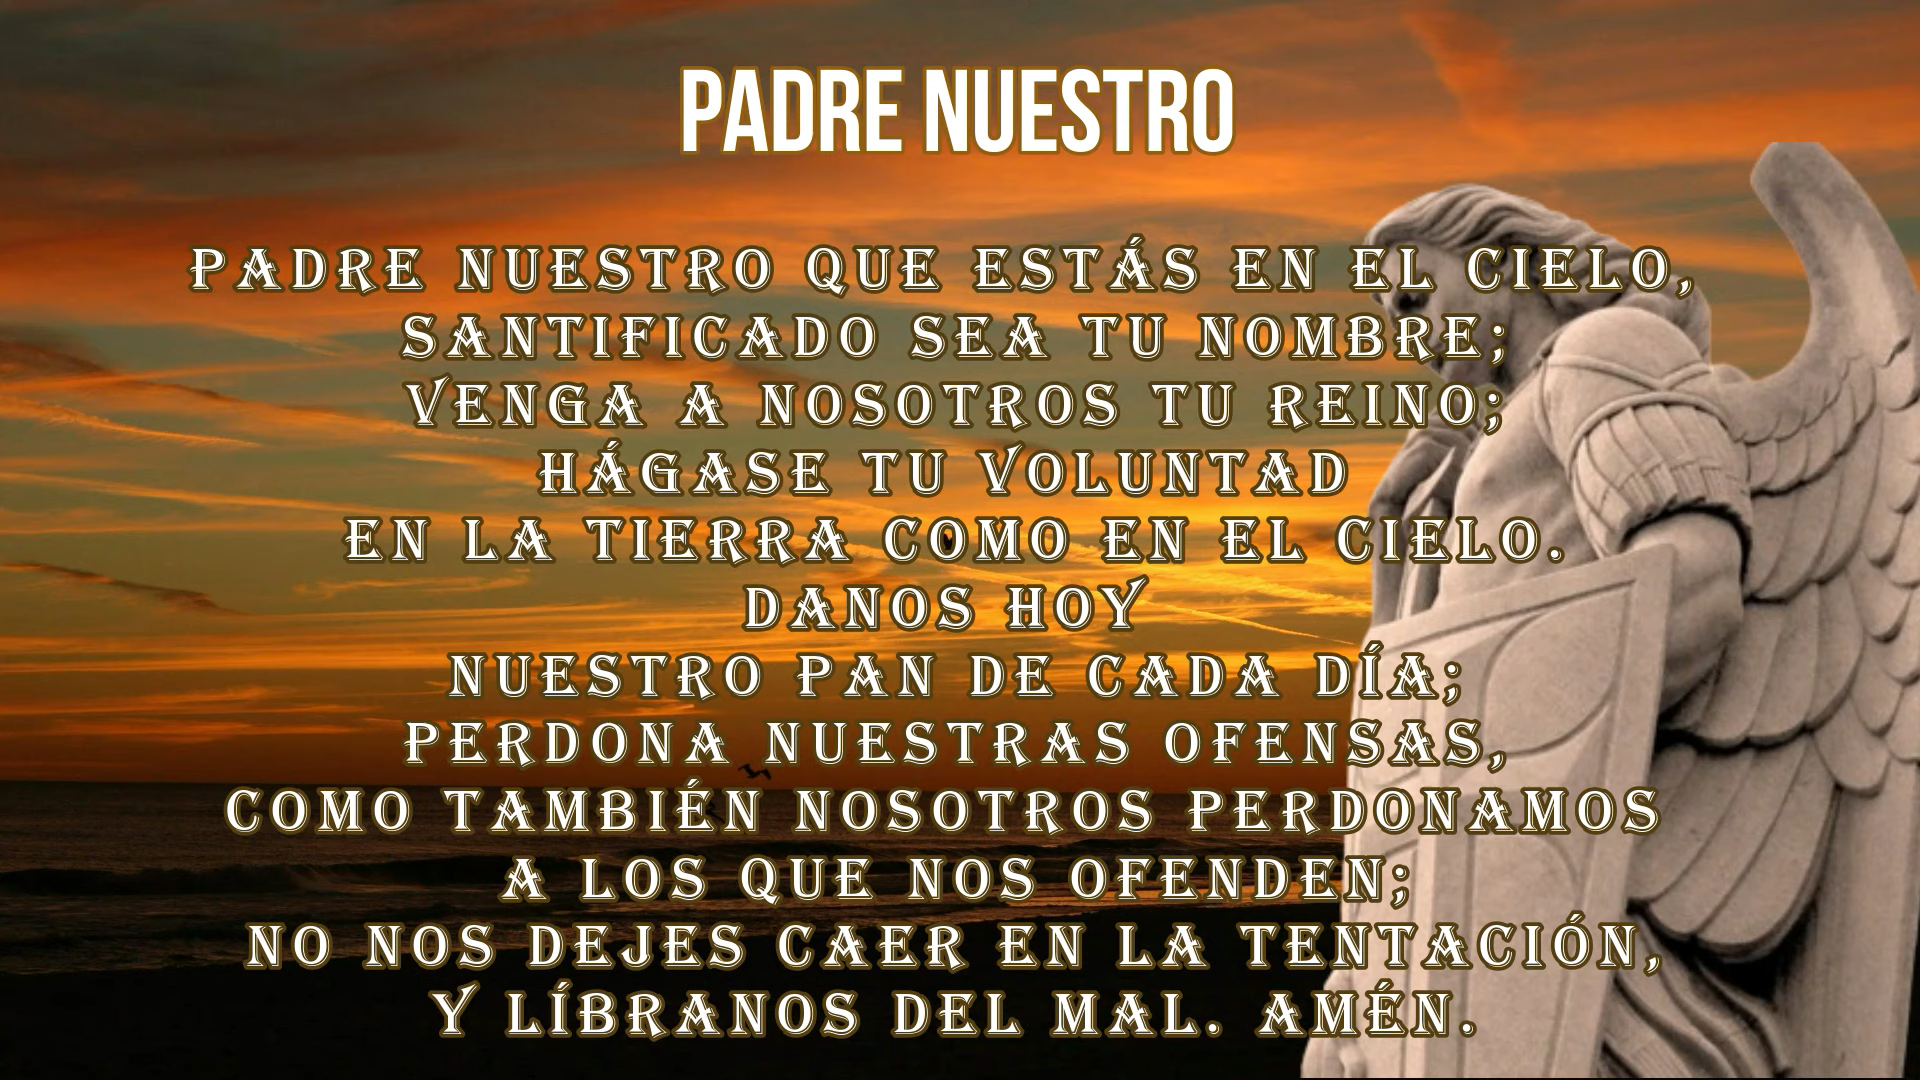 PADRE NUESTRO
PADRE NUESTRO QUE ESTÁS EN EL CIELO,
SANTIFICADO SEA TU NOMBRE;
VENGA A NOSOTROS TU REINO;
HÁGASE TU VOLUNTAD
EN LA TIERRA COMO EN EL CIELO.
DANOS HOY
NUESTRO PAN DE CADA DÍA;
PERDONA NUESTRAS OFENSAS,
COMO TAMBIÉN NOSOTROS PERDONAMOS
A LOS QUE NOS OFENDEN;
NO NOS DEJES CAER EN LA TENTACIÓN,
Y LÍBRANOS DEL MAL. AMÉN.